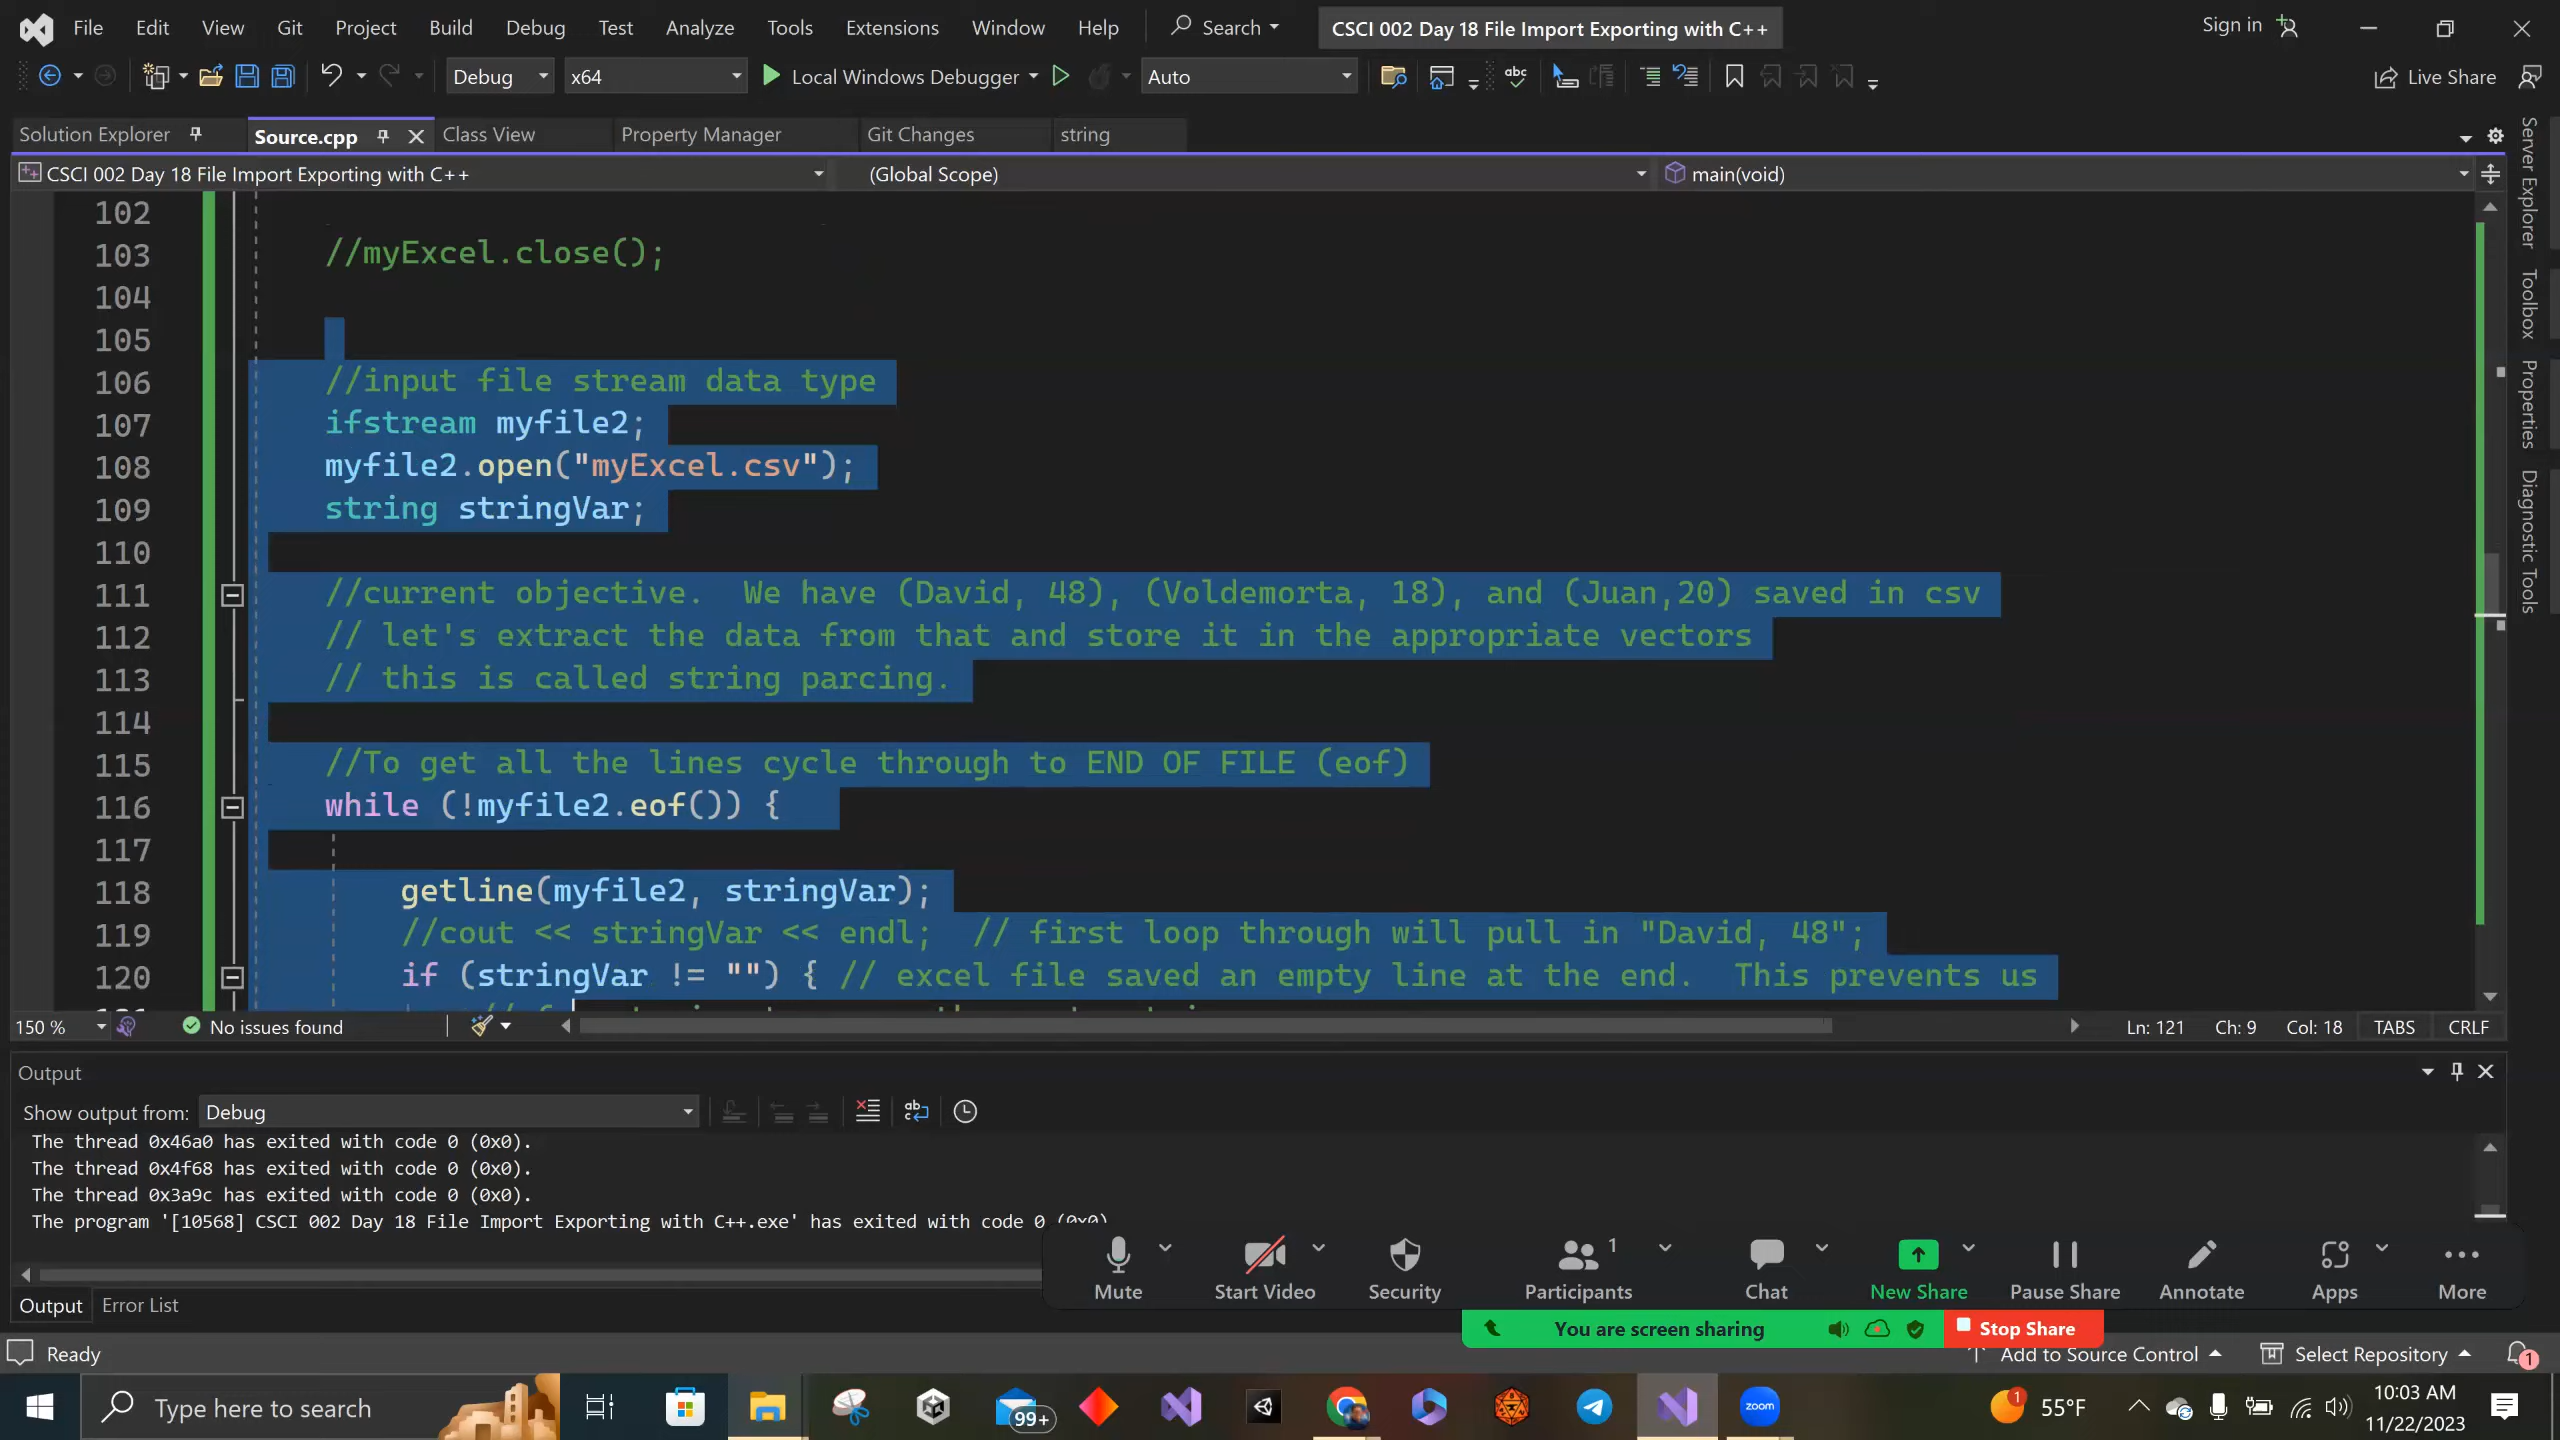 File Edit View Git Project Build Debug Test Analyze Tools Extensions Window Help Search CSCI 002 Day 18 File Import Exporting with C++ Sign in
Debug x64 Local Windows Debugger Auto Live Share
Solution Explorer Source.cpp Class View Property Manager Git Changes string
CSCI 002 Day 18 File Import Exporting with C++ (Global Scope) main(void)
Server Explorer
Toolbox
Properties
Diagnostic Tools
102
103 //myExcel.close();
104
105
106 //input file stream data type
107 ifstream myfile2;
108 myfile2.open("myExcel.csv");
109 string stringVar;
110
111 //current objective.  We have (David, 48), (Voldemorta, 18), and (Juan,20) saved in csv
112 // let's extract the data from that and store it in the appropriate vectors
113 // this is called string parcing.
114
115 //To get all the lines cycle through to END OF FILE (eof)
116 while (!myfile2.eof()) {
117
118 getline(myfile2, stringVar);
119 //cout << stringVar << endl;  // first loop through will pull in "David, 48";
120 if (stringVar != "") { // excel file saved an empty line at the end.  This prevents us
150 % No issues found Ln: 121 Ch: 9 Col: 18 TABS CRLF
Output
Show output from: Debug
The thread 0x46a0 has exited with code 0 (0x0).
The thread 0x4f68 has exited with code 0 (0x0).
The thread 0x3a9c has exited with code 0 (0x0).
The program '[10568] CSCI 002 Day 18 File Import Exporting with C++.exe' has exited with code 0 (0x0)
1
Mute Start Video Security Participants Chat New Share Pause Share Annotate Apps More
Output Error List
You are screen sharing Stop Share
Ready Add to Source Control Select Repository 1
Type here to search 99+ zoom 1 55°F 10:03 AM
11/22/2023